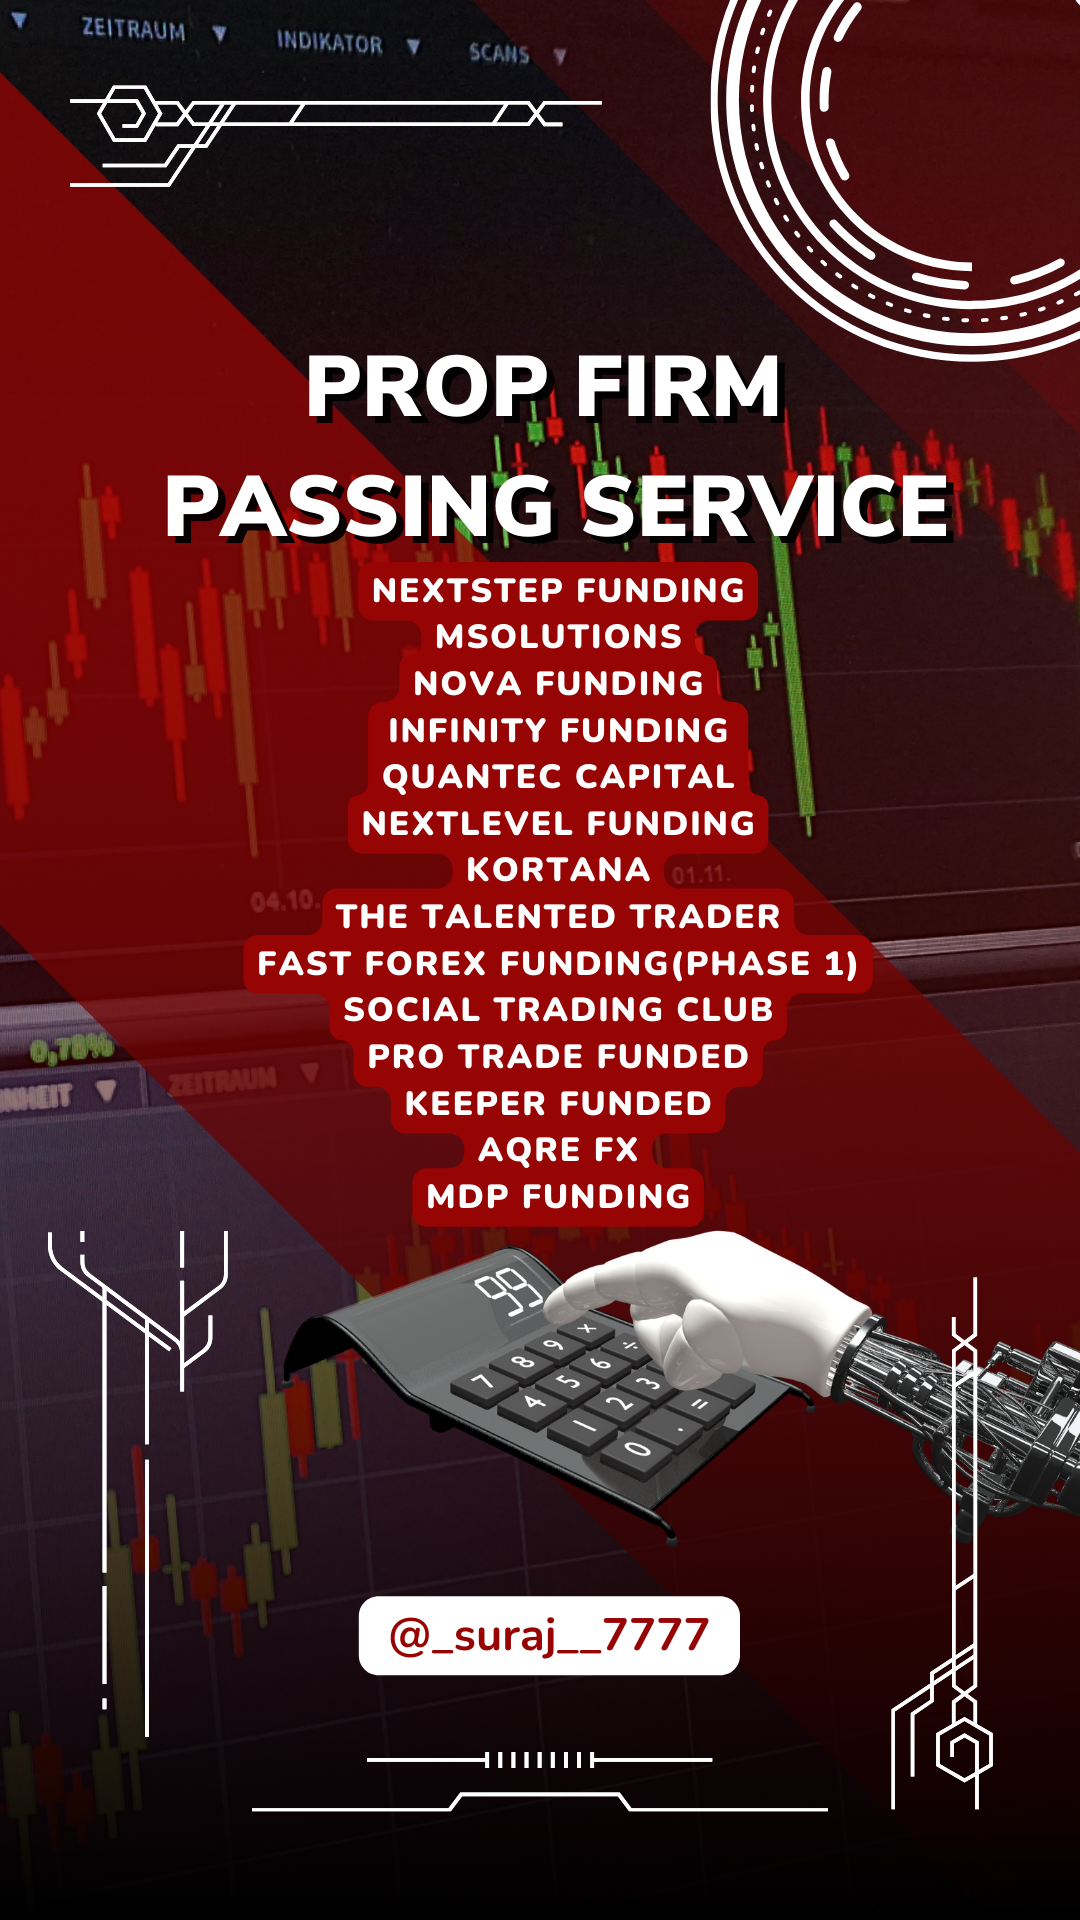 ZEITRAUM INDIKATOR SCANS
PROP FIRM
PASSING SERVICE
NEXTSTEP FUNDING
MSOLUTIONS
NOVA FUNDING
INFINITY FUNDING
QUANTEC CAPITAL
NEXTLEVEL FUNDING
KORTANA
01.11.
04.10.
THE TALENTED TRADER
FAST FOREX FUNDING(PHASE 1)
SOCIAL TRADING CLUB
0,78%
PRO TRADE FUNDED
ZEITRAUM
KEEPER FUNDED
AQRE FX
MDP FUNDING
99
7 8 9 x
4 5 6 ÷
1 2 3
0 . =
@_suraj__7777